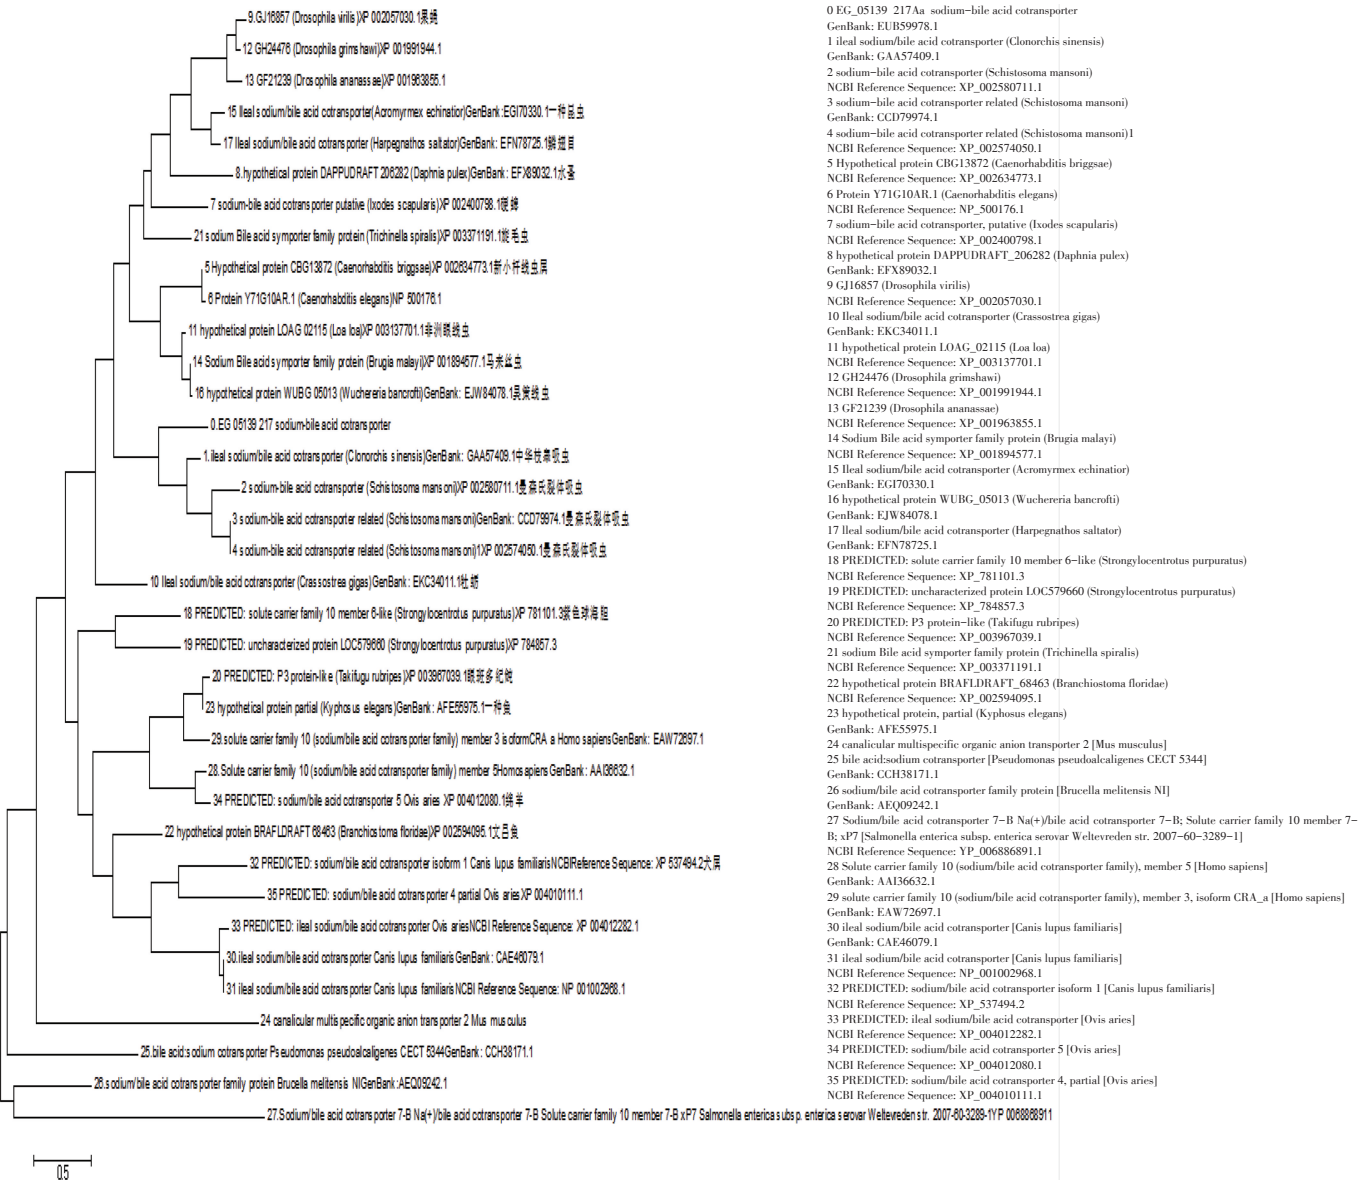 9.GJ16857 (Drosophila virilis)XP 002057030.1果蝇
12 GH24476 (Drosophila grimshawi)XP 001991944.1
13 GF21239 (Drosophila ananassae)XP 001963855.1
15 Ileal sodium/bile acid cotransporter(Acromyrmex echinatior)GenBank:EGI70330.1一种昆虫
17 Ileal sodium/bile acid cotransporter (Harpegnathos saltator)GenBank: EFN78725.1鳞翅目
8.hypothetical protein DAPPUDRAFT 206282 (Daphnia pulex)GenBank: EFX89032.1水蚤
7 sodium-bile acid cotransporter putative (Ixodes scapularis)XP 002400798.1硬蜱
21 sodium Bile acid symporter family protein (Trichinella spiralis)XP 003371191.1旋毛虫
5 Hypothetical protein CBG13872 (Caenorhabditis briggsae)XP 002634773.1新小杆线虫属
6 Protein Y71G10AR.1 (Caenorhabditis elegans)NP 500176.1
11 hypothetical protein LOAG 02115 (Loa loa)XP 003137701.1非洲眼线虫
14 Sodium Bile acid symporter family protein (Brugia malayi)XP 001894577.1马来丝虫
16 hypothetical protein WUBG 05013 (Wuchereria bancrofti)GenBank: EJW84078.1吴策线虫
0.EG 05139 217 sodium-bile acid cotransporter
1.ileal sodium/bile acid cotransporter (Clonorchis sinensis)GenBank: GAA57409.1中华枝睾吸虫
2 sodium-bile acid cotransporter (Schistosoma mansoni)XP 002580711.1曼森氏裂体吸虫
3 sodium-bile acid cotransporter related (Schistosoma mansoni)GenBank: CCD79974.1曼森氏裂体吸虫
4 sodium-bile acid cotransporter related (Schistosoma mansoni)1XP 002574050.1曼森氏裂体吸虫
10 Ileal sodium/bile acid cotransporter (Crassostrea gigas)GenBank: EKC34011.1牡蛎
18 PREDICTED: solute carrier family 10 member 6-like (Strongylocentrotus purpuratus)XP 781101.3紫色球海胆
19 PREDICTED: uncharacterized protein LOC579660 (Strongylocentrotus purpuratus)XP 784857.3
20 PREDICTED: P3 protein-like (Takifugu rubripes)XP 003967039.1眼斑多纪鲀
23 hypothetical protein partial (Kyphosus elegans)GenBank: AFE55975.1一种鱼
29.solute carrier family 10 (sodium/bile acid cotransporter family) member 3 isoformCRA a Homo sapiensGenBank: EAW72697.1
28.Solute carrier family 10 (sodium/bile acid cotransporter family) member 5Homo sapiens GenBank: AAI36632.1
34 PREDICTED: sodium/bile acid cotransporter 5 Ovis aries XP 004012080.1绵羊
22 hypothetical protein BRAFLDRAFT 68463 (Branchiostoma floridae)XP 002594095.1文昌鱼
32 PREDICTED: sodium/bile acid cotransporter isoform 1 Canis lupus familiarisNCBIReference Sequence: XP 537494.2犬属
35 PREDICTED: sodium/bile acid cotransporter 4 partial Ovis ariesXP 004010111.1
33 PREDICTED: ileal sodium/bile acid cotransporter Ovis ariesNCBI Reference Sequence: XP 004012282.1
30.ileal sodium/bile acid cotransporter Canis lupus familiaris GenBank: CAE46079.1
31 ileal sodium/bile acid cotransporter Canis lupus familiaris NCBI Reference Sequence: NP 001002968.1
24 canalicular multispecific organic anion transporter 2 Mus musculus
25.bile acid:sodium cotransporter Pseudomonas pseudoalcaligenes CECT 5344GenBank: CCH38171.1
26.sodium/bile acid cotransporter family protein Brucella melitensis NIGenBank:AEQ09242.1
27.Sodium/bile acid cotransporter 7-B Na(+)/bile acid cotransporter 7-B Solute carrier family 10 member 7-B xP7 Salmonella enterica subsp. enterica serovar Weltevreden str. 2007-60-3289-1YP 0068868911
0.5
0 EG_05139 217Aa sodium-bile acid cotransporter
GenBank: EUB59978.1
1 ileal sodium/bile acid cotransporter (Clonorchis sinensis)
GenBank: GAA57409.1
2 sodium-bile acid cotransporter (Schistosoma mansoni)
NCBI Reference Sequence: XP_002580711.1
3 sodium-bile acid cotransporter related (Schistosoma mansoni)
GenBank: CCD79974.1
4 sodium-bile acid cotransporter related (Schistosoma mansoni)1
NCBI Reference Sequence: XP_002574050.1
5 Hypothetical protein CBG13872 (Caenorhabditis briggsae)
NCBI Reference Sequence: XP_002634773.1
6 Protein Y71G10AR.1 (Caenorhabditis elegans)
NCBI Reference Sequence: NP_500176.1
7 sodium-bile acid cotransporter, putative (Ixodes scapularis)
NCBI Reference Sequence: XP_002400798.1
8 hypothetical protein DAPPUDRAFT_206282 (Daphnia pulex)
GenBank: EFX89032.1
9 GJ16857 (Drosophila virilis)
NCBI Reference Sequence: XP_002057030.1
10 Ileal sodium/bile acid cotransporter (Crassostrea gigas)
GenBank: EKC34011.1
11 hypothetical protein LOAG_02115 (Loa loa)
NCBI Reference Sequence: XP_003137701.1
12 GH24476 (Drosophila grimshawi)
NCBI Reference Sequence: XP_001991944.1
13 GF21239 (Drosophila ananassae)
NCBI Reference Sequence: XP_001963855.1
14 Sodium Bile acid symporter family protein (Brugia malayi)
NCBI Reference Sequence: XP_001894577.1
15 Ileal sodium/bile acid cotransporter (Acromyrmex echinatior)
GenBank: EGI70330.1
16 hypothetical protein WUBG_05013 (Wuchereria bancrofti)
GenBank: EJW84078.1
17 Ileal sodium/bile acid cotransporter (Harpegnathos saltator)
GenBank: EFN78725.1
18 PREDICTED: solute carrier family 10 member 6-like (Strongylocentrotus purpuratus)
NCBI Reference Sequence: XP_781101.3
19 PREDICTED: uncharacterized protein LOC579660 (Strongylocentrotus purpuratus)
NCBI Reference Sequence: XP_784857.3
20 PREDICTED: P3 protein-like (Takifugu rubripes)
NCBI Reference Sequence: XP_003967039.1
21 sodium Bile acid symporter family protein (Trichinella spiralis)
NCBI Reference Sequence: XP_003371191.1
22 hypothetical protein BRAFLDRAFT_68463 (Branchiostoma floridae)
NCBI Reference Sequence: XP_002594095.1
23 hypothetical protein, partial (Kyphosus elegans)
GenBank: AFE55975.1
24 canalicular multispecific organic anion transporter 2 [Mus musculus]
25 bile acid:sodium cotransporter [Pseudomonas pseudoalcaligenes CECT 5344]
GenBank: CCH38171.1
26 sodium/bile acid cotransporter family protein [Brucella melitensis NI]
GenBank: AEQ09242.1
27 Sodium/bile acid cotransporter 7-B Na(+)/bile acid cotransporter 7-B; Solute carrier family 10 member 7-
B; xP7 [Salmonella enterica subsp. enterica serovar Weltevreden str. 2007-60-3289-1]
NCBI Reference Sequence: YP_006886891.1
28 Solute carrier family 10 (sodium/bile acid cotransporter family), member 5 [Homo sapiens]
GenBank: AAI36632.1
29 solute carrier family 10 (sodium/bile acid cotransporter family), member 3, isoform CRA_a [Homo sapiens]
GenBank: EAW72697.1
30 ileal sodium/bile acid cotransporter [Canis lupus familiaris]
GenBank: CAE46079.1
31 ileal sodium/bile acid cotransporter [Canis lupus familiaris]
NCBI Reference Sequence: NP_001002968.1
32 PREDICTED: sodium/bile acid cotransporter isoform 1 [Canis lupus familiaris]
NCBI Reference Sequence: XP_537494.2
33 PREDICTED: ileal sodium/bile acid cotransporter [Ovis aries]
NCBI Reference Sequence: XP_004012282.1
34 PREDICTED: sodium/bile acid cotransporter 5 [Ovis aries]
NCBI Reference Sequence: XP_004012080.1
35 PREDICTED: sodium/bile acid cotransporter 4, partial [Ovis aries]
NCBI Reference Sequence: XP_004010111.1